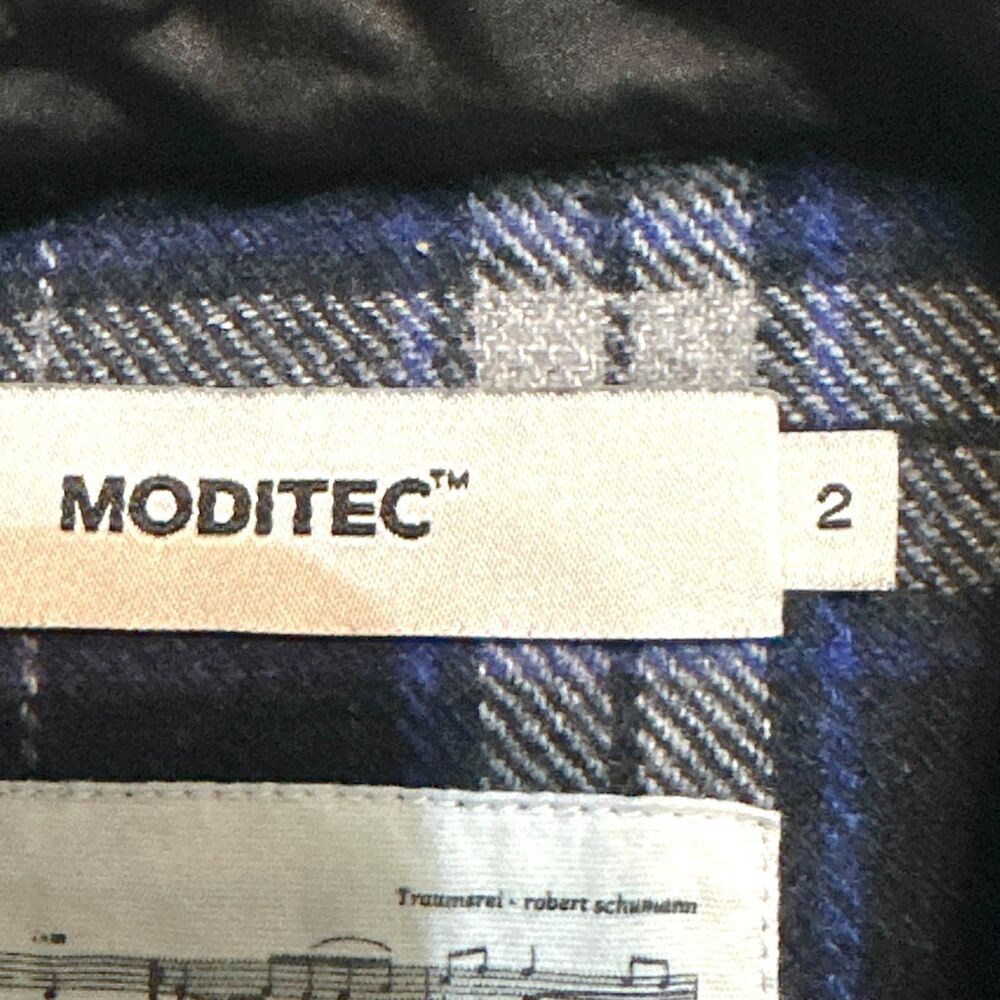 MODITEC™
2
Traumerei - robert schumann